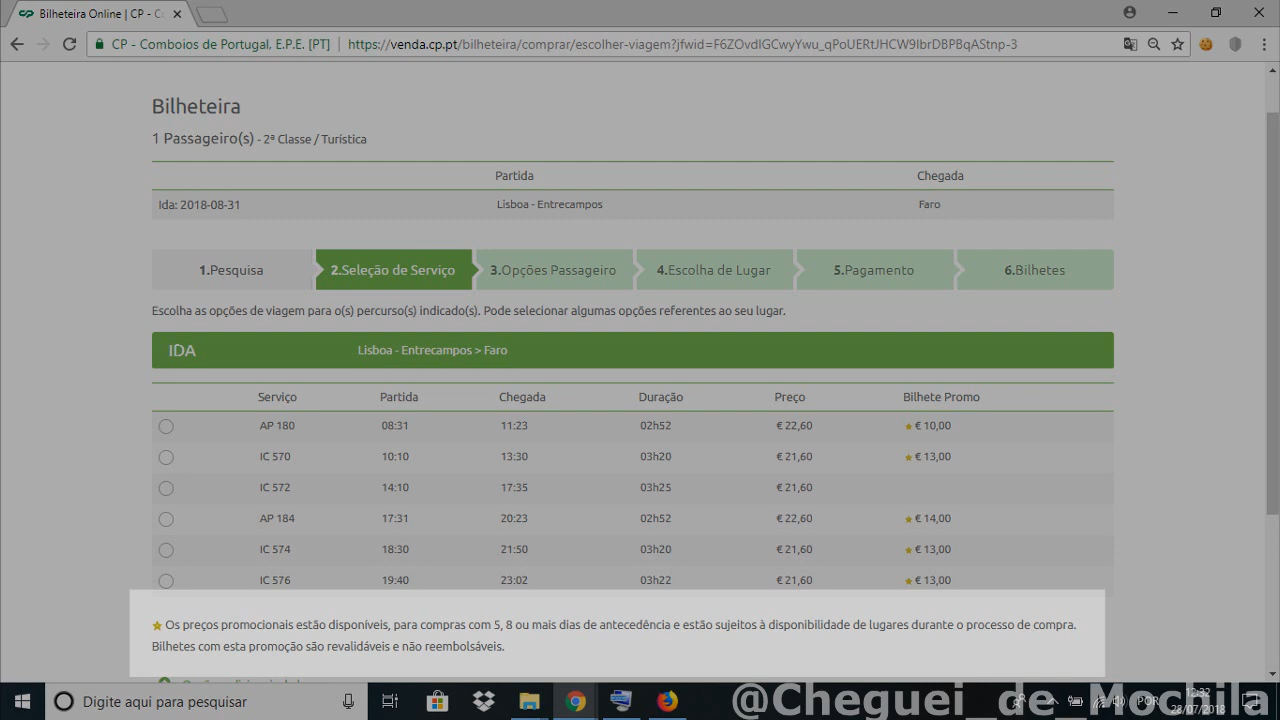 Bilheteira Online | CP - Co
CP - Comboios de Portugal, E.P.E. [PT]
https://venda.cp.pt/bilheteira/comprar/escolher-viagem?jfwid=F6ZOvdIGCwyYwu_qPoUERtJHCW9IbrDBPBqAStnp-3
Bilheteira
1 Passageiro(s) - 2ª Classe / Turística
Partida Chegada
Ida: 2018-08-31 Lisboa - Entrecampos Faro
1.Pesquisa 2.Seleção de Serviço 3.Opções Passageiro 4.Escolha de Lugar 5.Pagamento 6.Bilhetes
Escolha as opções de viagem para o(s) percurso(s) indicado(s). Pode selecionar algumas opções referentes ao seu lugar.
IDA Lisboa - Entrecampos > Faro
Serviço Partida Chegada Duração Preço Bilhete Promo
AP 180 08:31 11:23 02h52 € 22,60 € 10,00
IC 570 10:10 13:30 03h20 € 21,60 € 13,00
IC 572 14:10 17:35 03h25 € 21,60
AP 184 17:31 20:23 02h52 € 22,60 € 14,00
IC 574 18:30 21:50 03h20 € 21,60 € 13,00
IC 576 19:40 23:02 03h22 € 21,60 € 13,00
Os preços promocionais estão disponíveis, para compras com 5, 8 ou mais dias de antecedência e estão sujeitos à disponibilidade de lugares durante o processo de compra.
Bilhetes com esta promoção são revalidáveis e não reembolsáveis.
Digite aqui para pesquisar
@Cheguei_de_Mochila
POR
12:32
28/07/2018